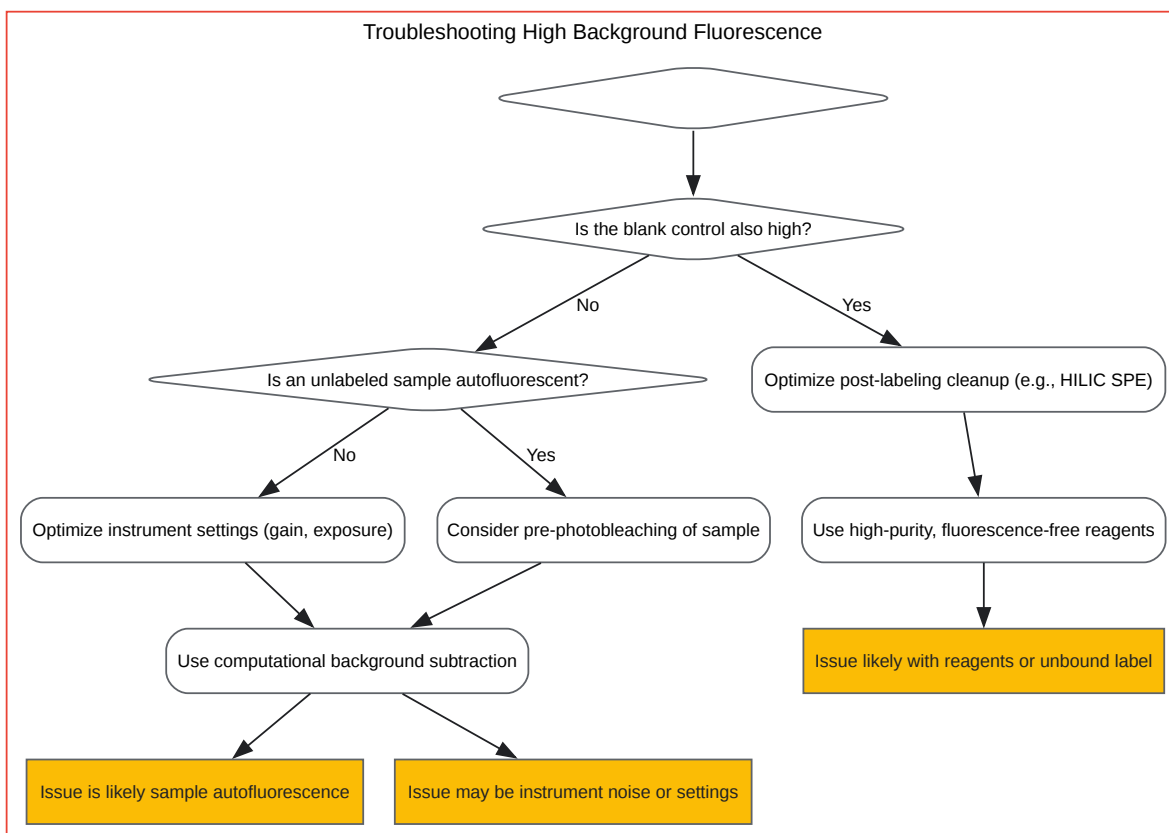 Troubleshooting High Background Fluorescence
Is the blank control also high?
No
Yes
Is an unlabeled sample autofluorescent?
Optimize post-labeling cleanup (e.g., HILIC SPE)
No
Yes
Optimize instrument settings (gain, exposure)
Consider pre-photobleaching of sample
Use high-purity, fluorescence-free reagents
Use computational background subtraction
Issue likely with reagents or unbound label
Issue is likely sample autofluorescence
Issue may be instrument noise or settings